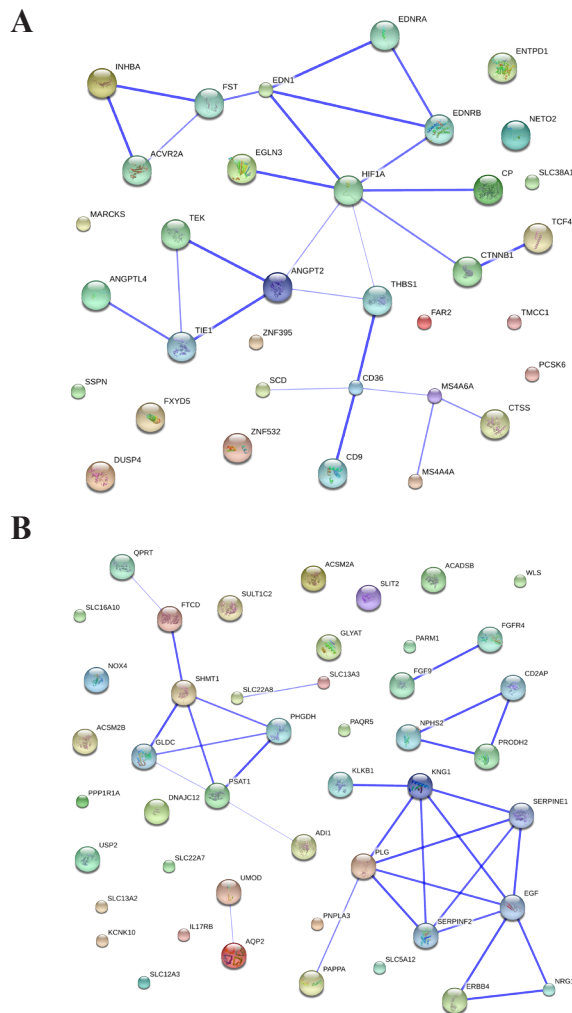 A
EDNRA
ENTPD1
INHBA
FST
EDN1
NETO2
EDNRB
ACVR2A
EGLN3
HIF1A
CP
SLC38A1
MARCKS
TEK
TCF4
CTNNB1
ANGPTL4
ANGPT2
THBS1
TIE1
ZNF395
FAR2
TMCC1
PCSK6
SSPN
SCD
CD36
MS4A6A
FXYD5
CTSS
ZNF532
DUSP4
CD9
MS4A4A
B
QPRT
ACSM2A
ACADSB
WLS
SLIT2
SULT1C2
FTCD
SLC16A10
FGFR4
GLYAT
PARM1
NOX4
SHMT1
SLC13A3
FGF9
CD2AP
SLC22A8
PHGDH
NPHS2
ACSM2B
GLDC
PAQR5
PRODH2
KLKB1
KNG1
PSAT1
PPP1R1A
DNAJC12
SERPINE1
ADI1
USP2
SLC22A7
PLG
UMOD
EGF
SLC13A2
PNPLA3
SERPINF2
KCNK10
IL17RB
AQP2
SLC5A12
SLC12A3
PAPPA
NRG1
ERBB4